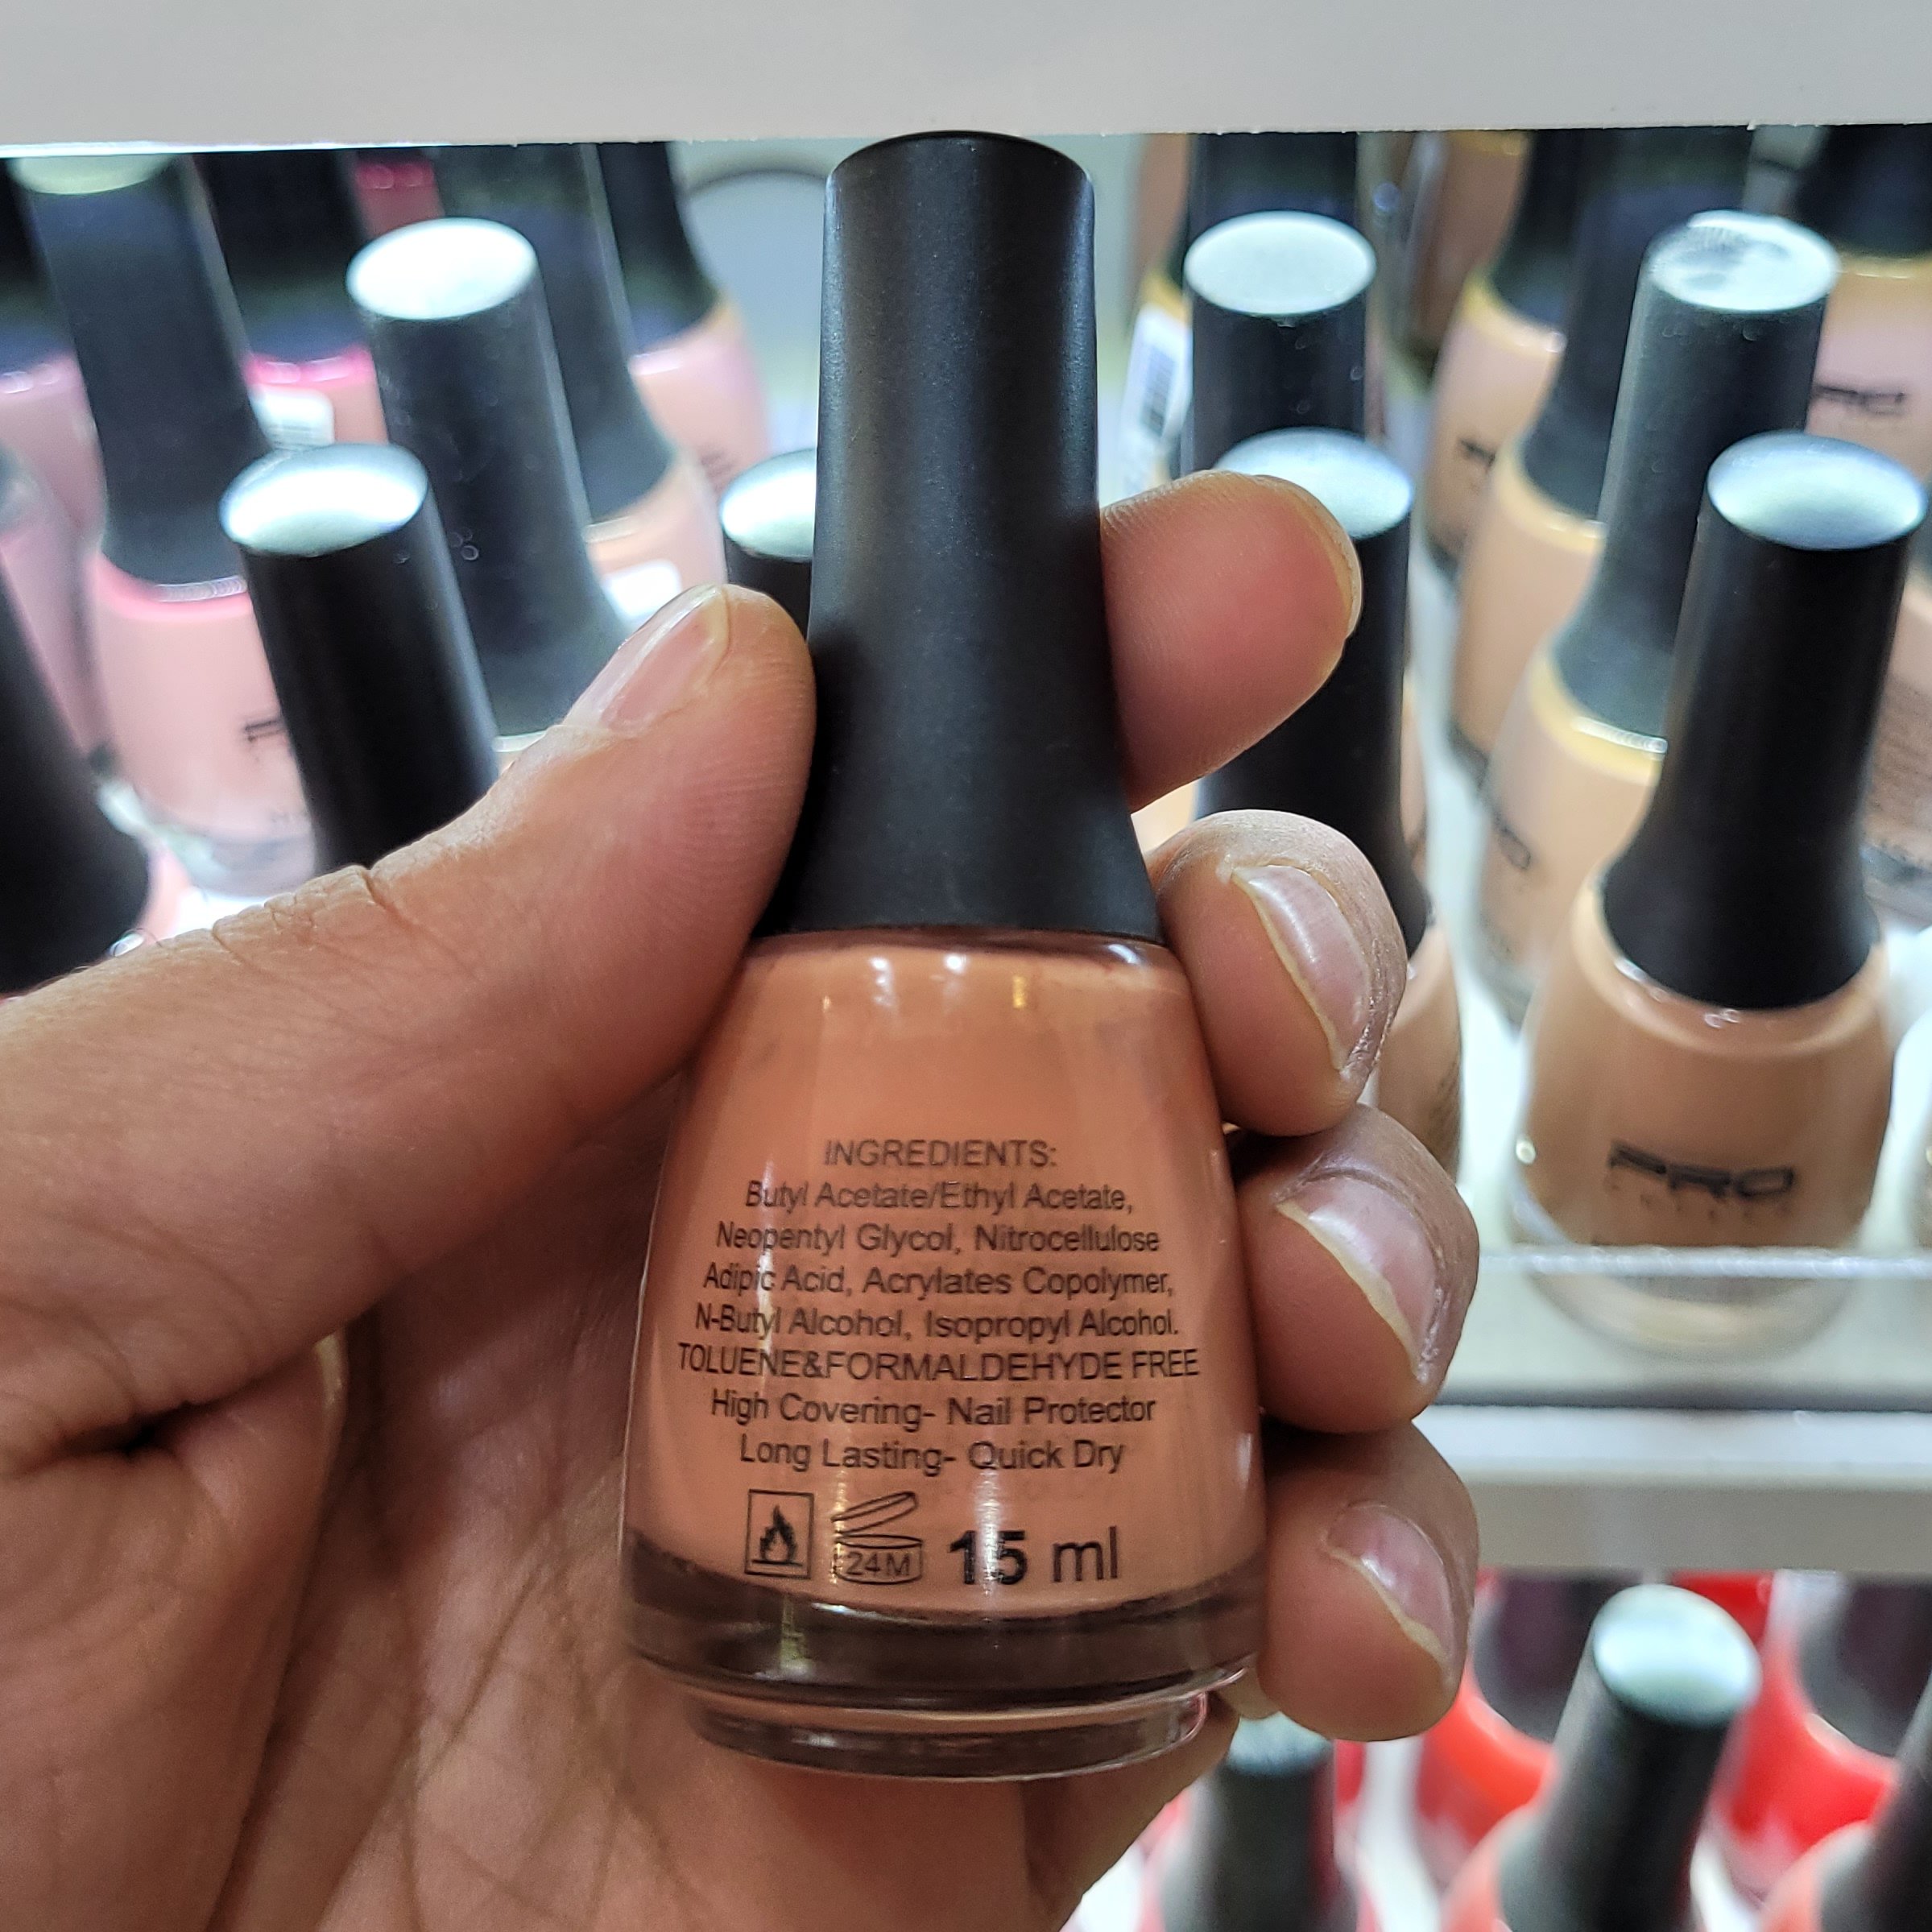 INGREDIENTS:
Butyl Acetate/Ethyl Acetate,
Neopentyl Glycol, Nitrocellulose
Adipic Acid, Acrylates Copolymer,
N-Butyl Alcohol, Isopropyl Alcohol.
TOLUENE&FORMALDEHYDE FREE
High Covering- Nail Protector
Long Lasting- Quick Dry
24M 15 ml
PRO